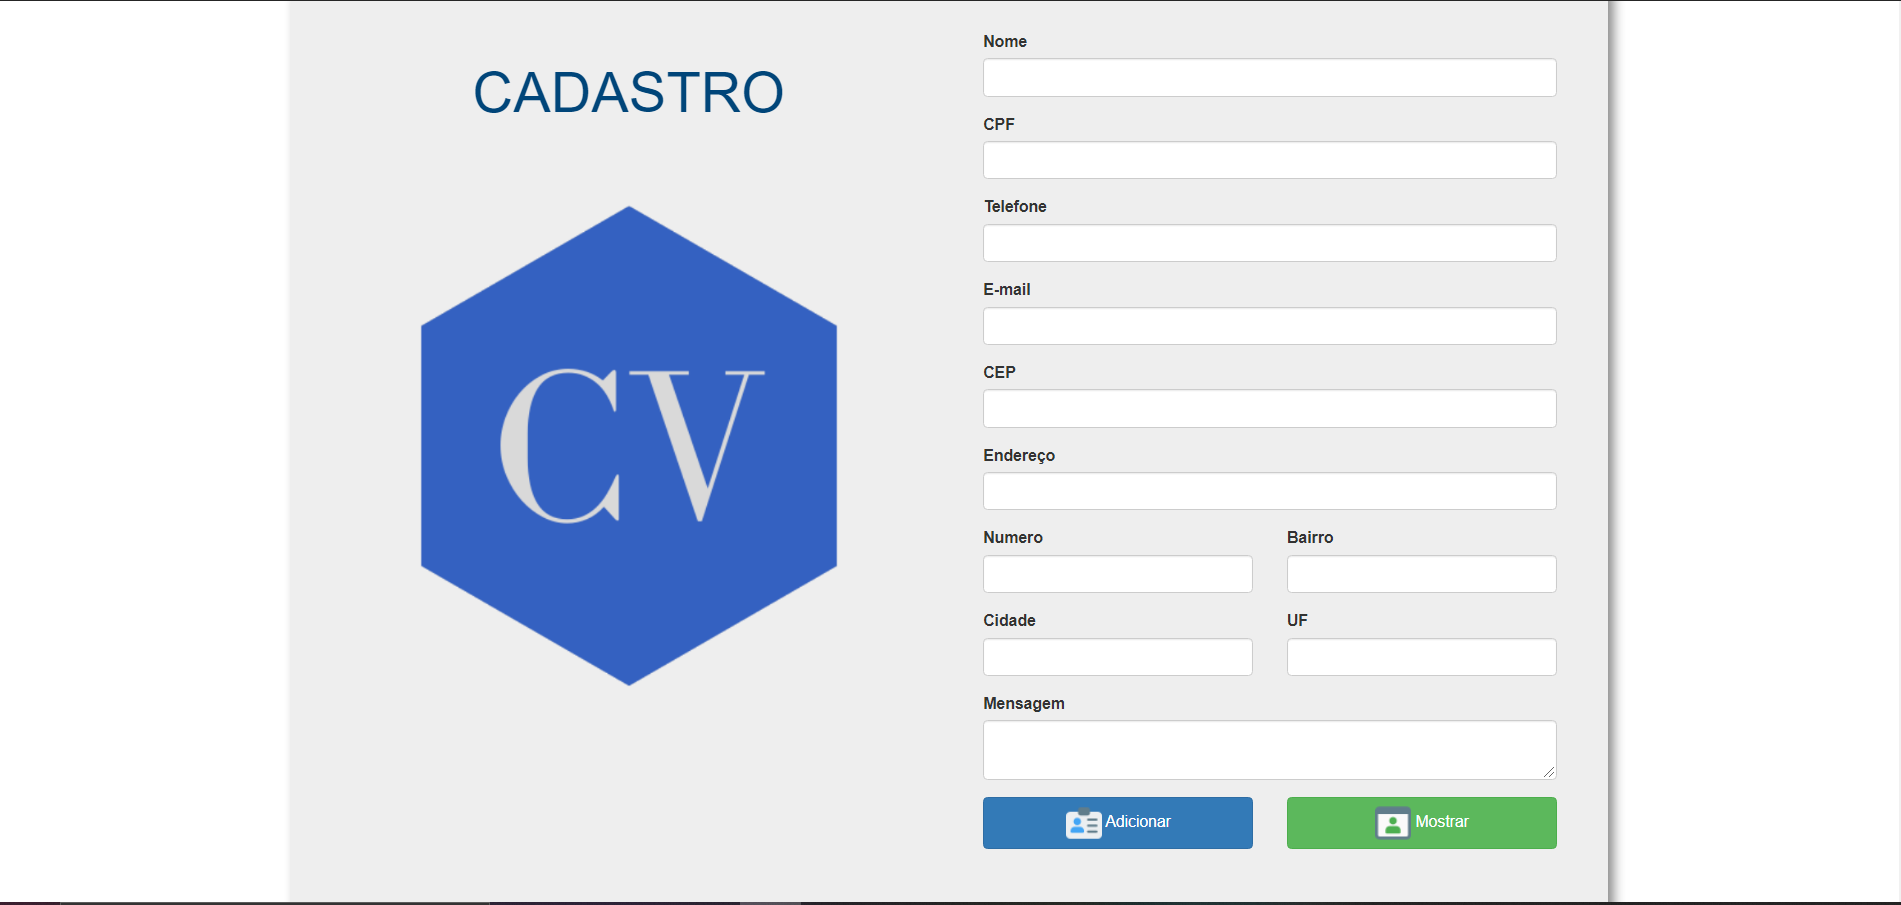 CADASTRO
CV
Nome
CPF
Telefone
E-mail
CEP
Endereço
Numero
Bairro
Cidade
UF
Mensagem
Adicionar
Mostrar